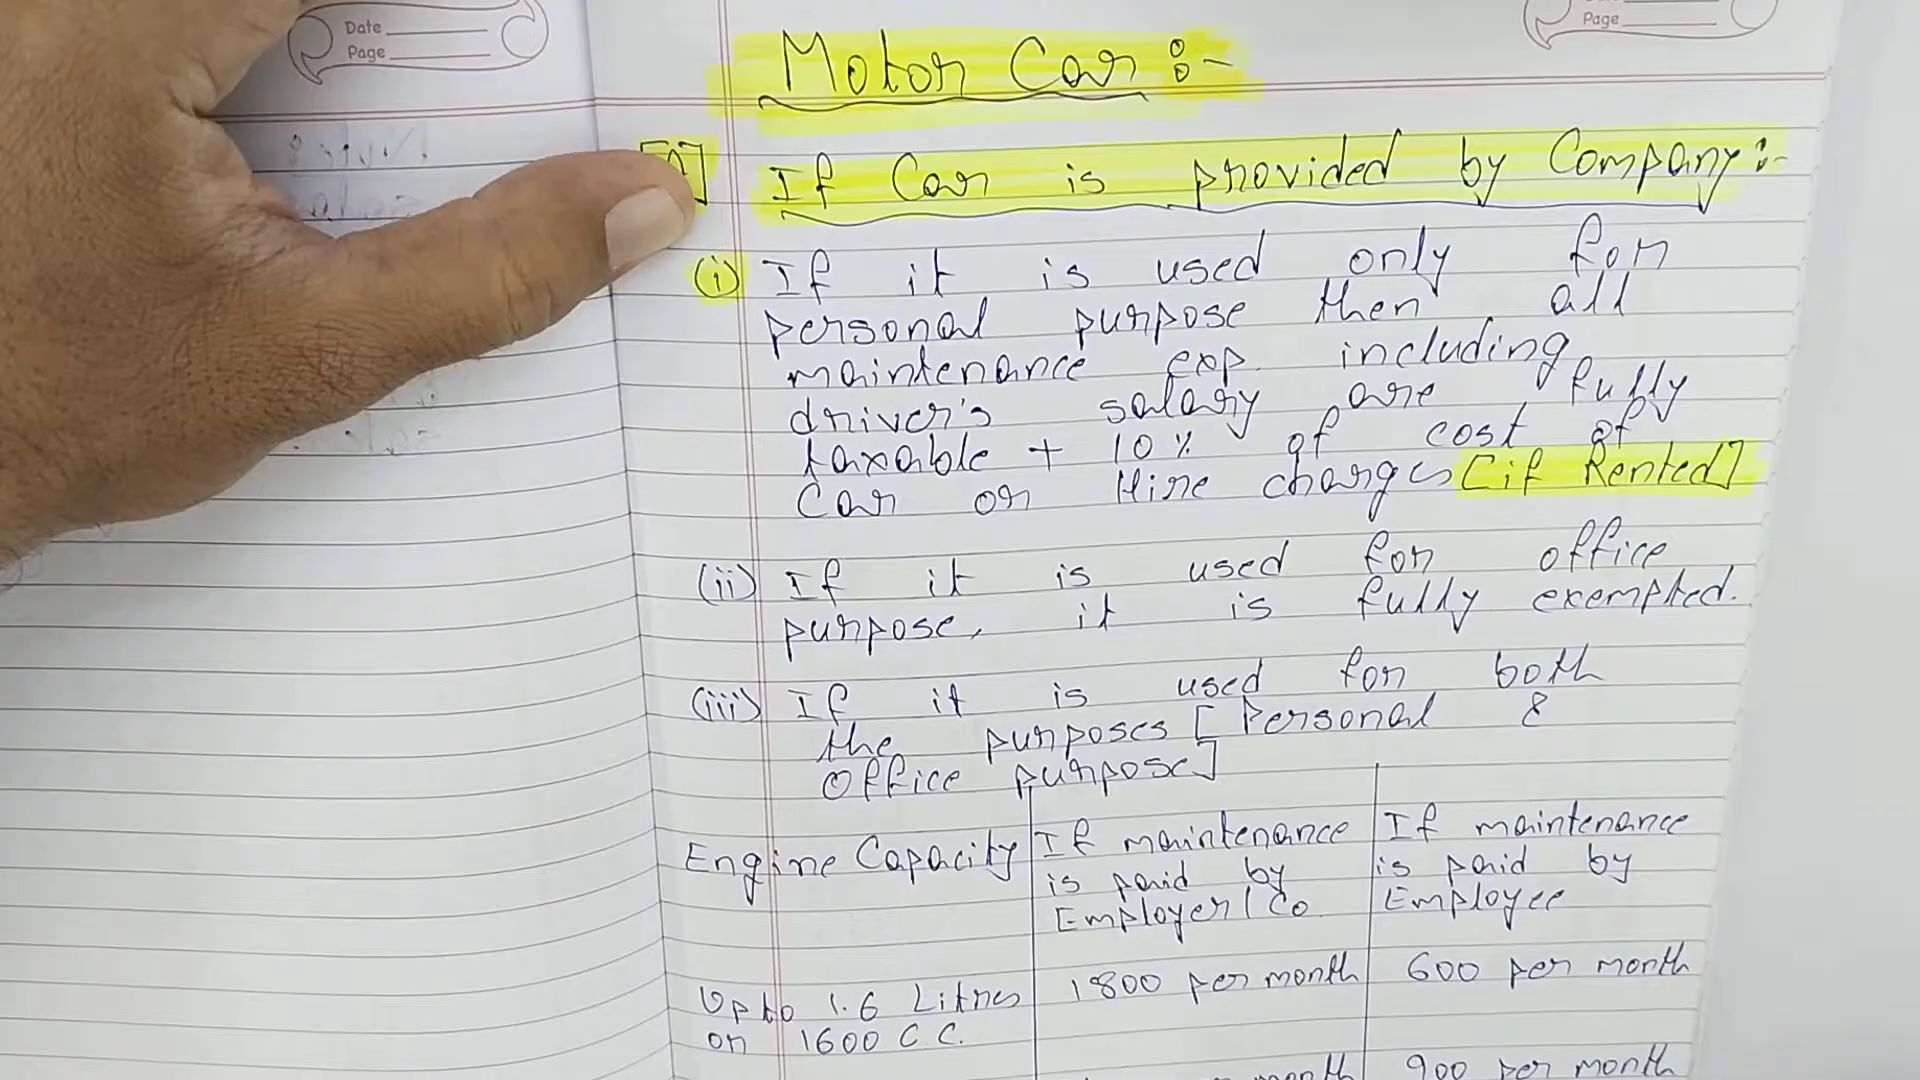 Date
Page
Page
Motor Car :-
If Car is provided by Company :-
(i) If it is used only for
personal purpose then all
maintenance exp. including
driver's salary are fully
taxable + 10% of cost of
Car or Hire charges [if Rented]
(ii) If it is used for office
purpose, it is fully exempted.
(iii) If it is used for both
the purposes [Personal &
Office purpose]
Engine Capacity
If maintenance
is paid by
Employer / Co
If maintenance
is paid by
Employee
Upto 1.6 Litres
or 1600 C.C.
1800 per month
600 per month
month
900 per month